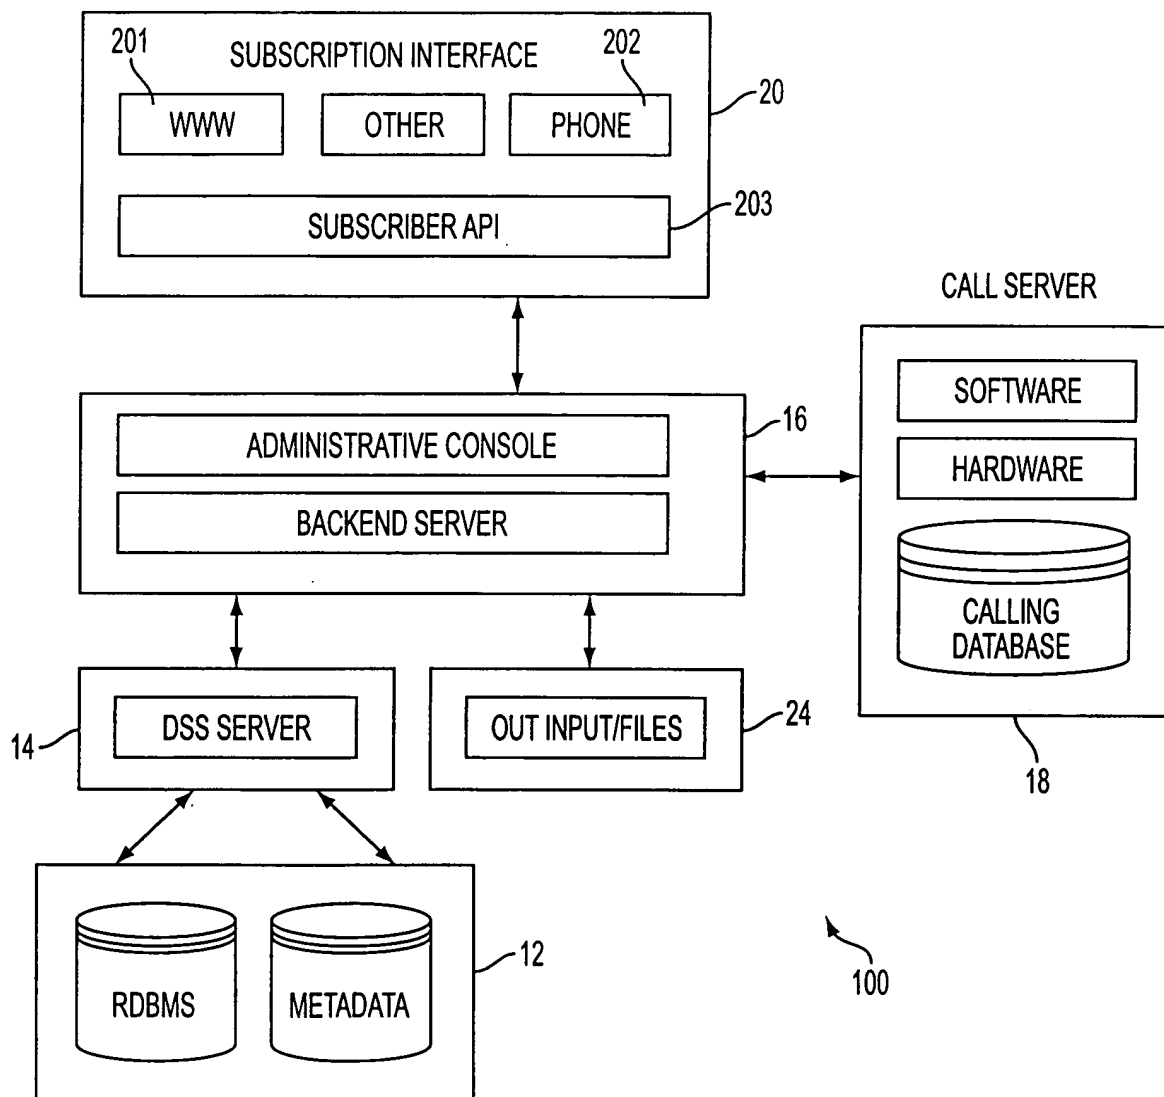 201
SUBSCRIPTION INTERFACE
202
20
WWW
OTHER
PHONE
SUBSCRIBER API
203
CALL SERVER
ADMINISTRATIVE CONSOLE
BACKEND SERVER
16
SOFTWARE
HARDWARE
CALLING
DATABASE
18
14
DSS SERVER
OUT INPUT/FILES
24
RDBMS
METADATA
12
100